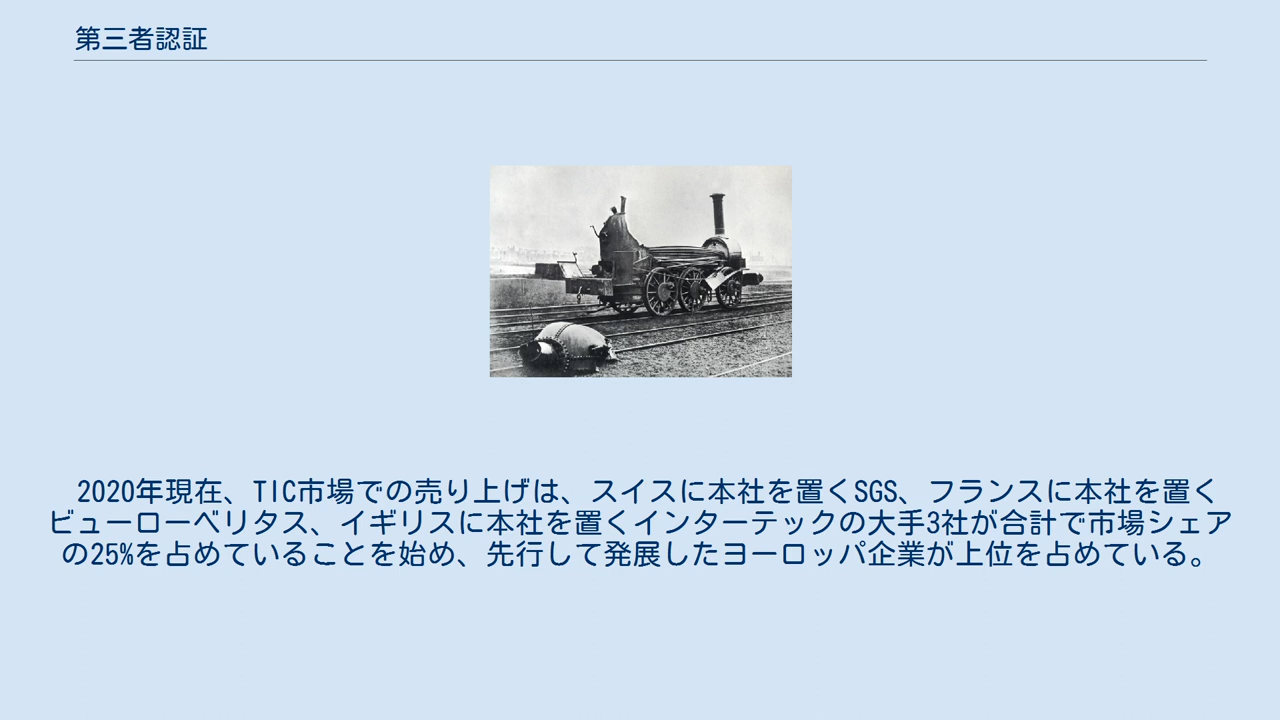 第三者認証
2020年現在、TIC市場での売り上げは、スイスに本社を置くSGS、フランスに本社を置く
ビューローベリタス、イギリスに本社を置くインターテックの大手3社が合計で市場シェア
の25%を占めていることを始め、先行して発展したヨーロッパ企業が上位を占めている。